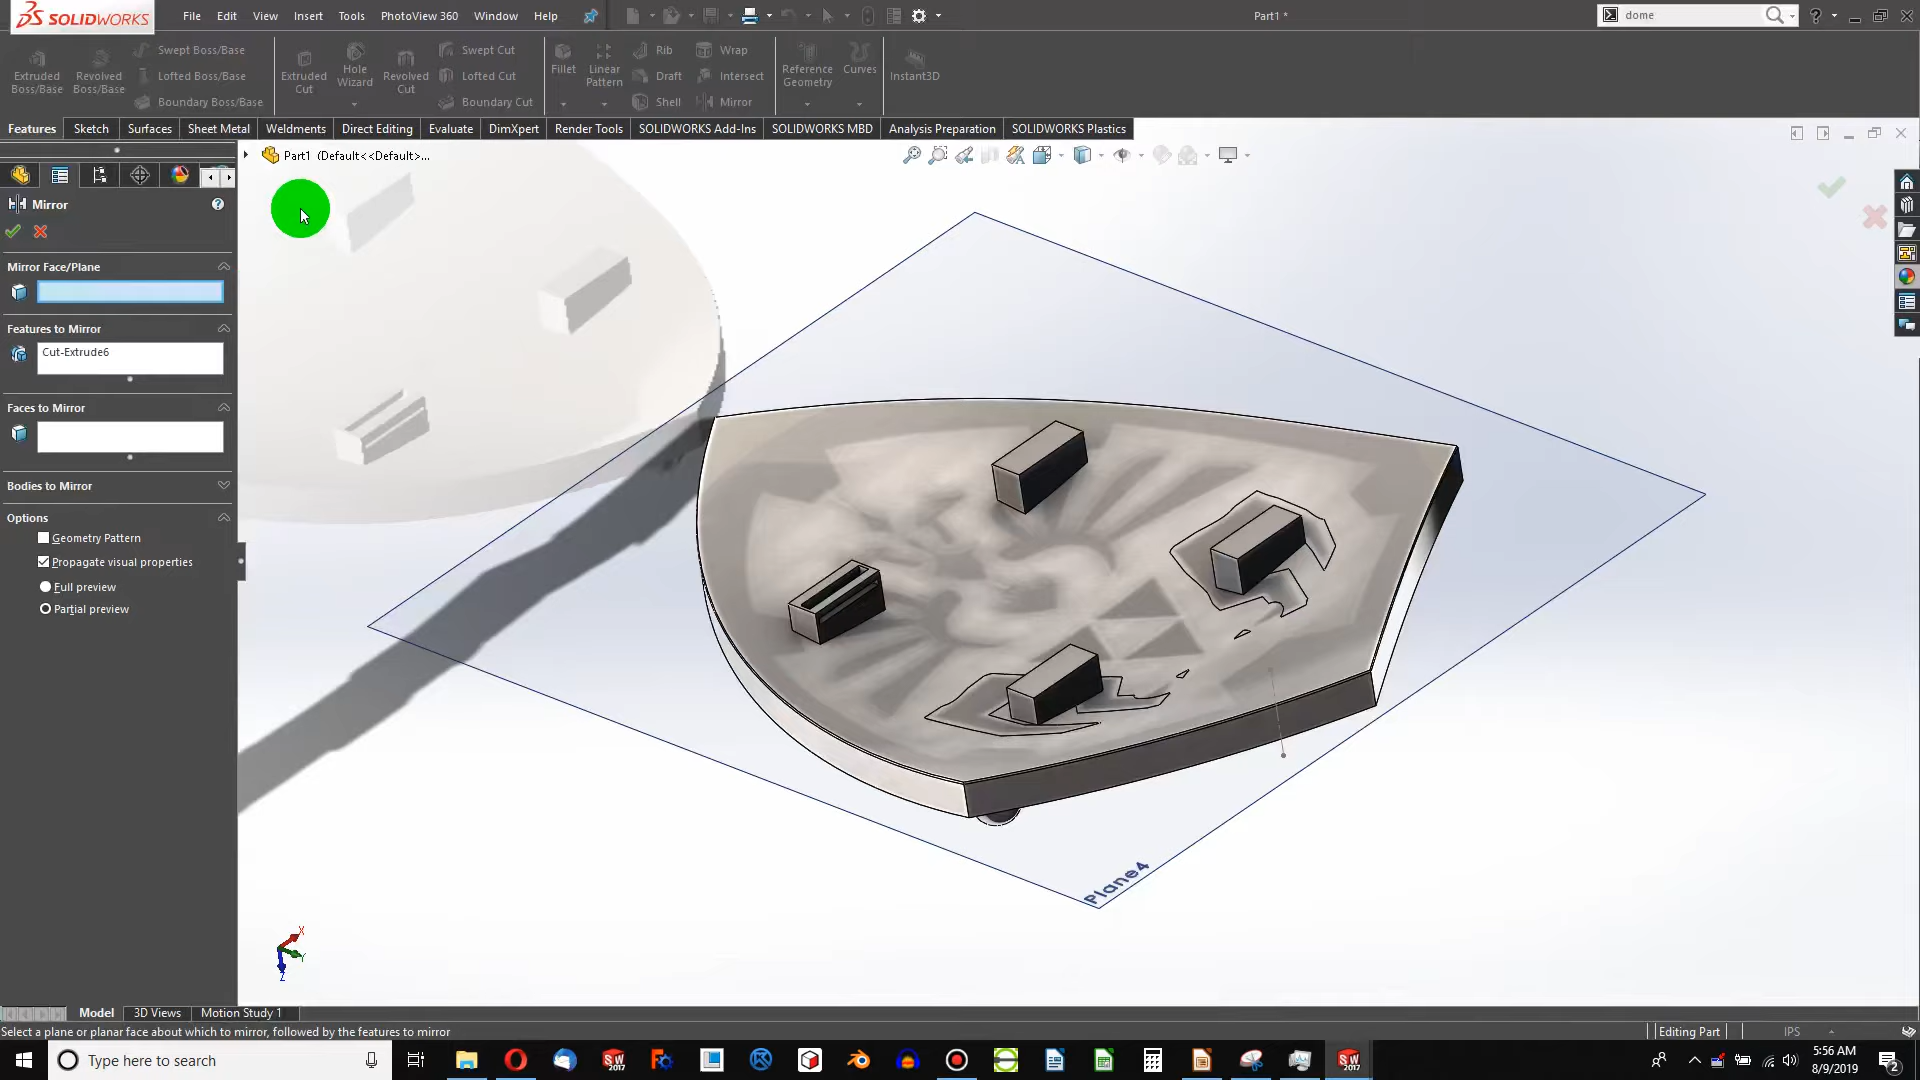 SOLIDWORKS
File Edit View Insert Tools PhotoView 360 Window Help
Part1 *
dome
Extruded Boss/Base
Revolved Boss/Base
Swept Boss/Base
Lofted Boss/Base
Boundary Boss/Base
Extruded Cut
Hole Wizard
Revolved Cut
Swept Cut
Lofted Cut
Boundary Cut
Fillet
Linear Pattern
Rib
Draft
Shell
Wrap
Intersect
Mirror
Reference Geometry
Curves
Instant3D
Features Sketch Surfaces Sheet Metal Weldments Direct Editing Evaluate DimXpert Render Tools SOLIDWORKS Add-Ins SOLIDWORKS MBD Analysis Preparation SOLIDWORKS Plastics
Part1 (Default<<Default>...
Mirror
Mirror Face/Plane
Features to Mirror
Cut-Extrude6
Faces to Mirror
Bodies to Mirror
Options
Geometry Pattern
Propagate visual properties
Full preview
Partial preview
Plane4
X
Y
Z
Model 3D Views Motion Study 1
Select a plane or planar face about which to mirror, followed by the features to mirror
Editing Part
IPS
Type here to search
SW
2017
SW
2017
5:56 AM
8/9/2019
2